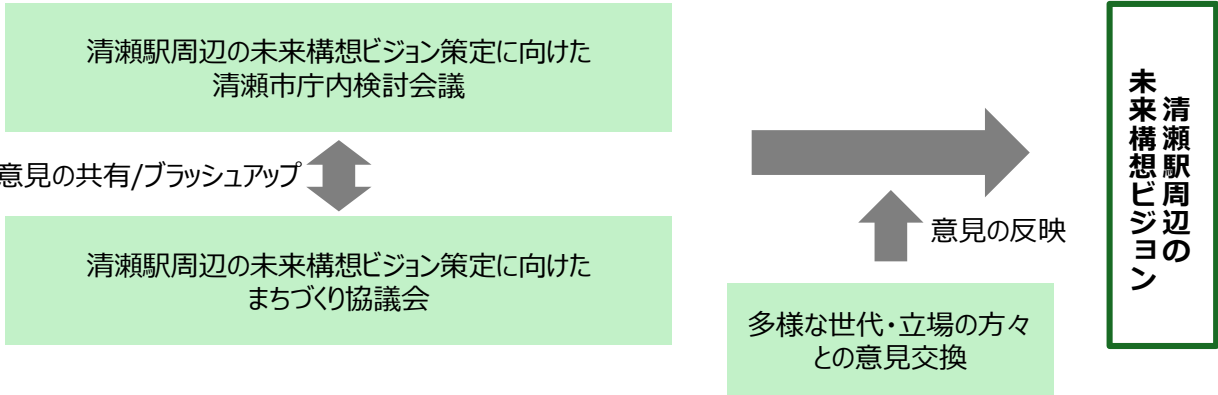 清瀬駅周辺の未来構想ビジョン策定に向けた
清瀬市庁内検討会議
意見の共有/ブラッシュアップ
清瀬駅周辺の未来構想ビジョン策定に向けた
まちづくり協議会
意見の反映
多様な世代・立場の方々
との意見交換
清瀬駅周辺の
未来構想ビジョン